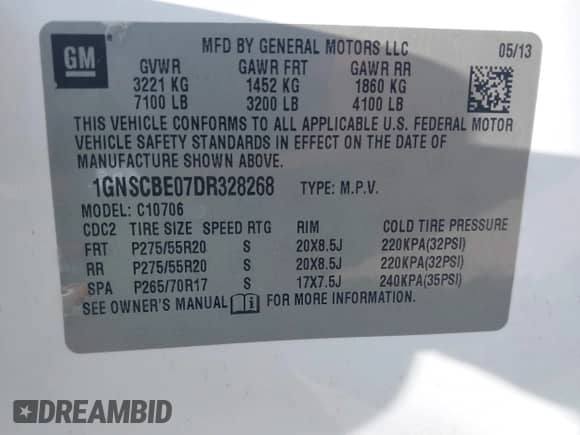 GM
MFD BY GENERAL MOTORS LLC 05/13
GVWR GAWR FRT GAWR RR
3221 KG 1452 KG 1860 KG
7100 LB 3200 LB 4100 LB
THIS VEHICLE CONFORMS TO ALL APPLICABLE U.S. FEDERAL MOTOR
VEHICLE SAFETY STANDARDS IN EFFECT ON THE DATE OF
MANUFACTURE SHOWN ABOVE.
1GNSCBE07DR328268 TYPE: M.P.V.
MODEL: C10706
CDC2 TIRE SIZE SPEED RTG RIM COLD TIRE PRESSURE
FRT P275/55R20 S 20X8.5J 220KPA(32PSI)
RR P275/55R20 S 20X8.5J 220KPA(32PSI)
SPA P265/70R17 S 17X7.5J 240KPA(35PSI)
SEE OWNER'S MANUAL i FOR MORE INFORMATION
DREAMBID